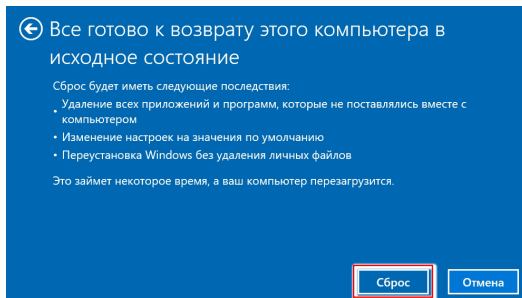 Все готово к возврату этого компьютера в
исходное состояние
Сброс будет иметь следующие последствия:
• Удаление всех приложений и программ, которые не поставлялись вместе с
компьютером
• Изменение настроек на значения по умолчанию
• Переустановка Windows без удаления личных файлов
Это займет некоторое время, а ваш компьютер перезагрузится.
Сброс
Отмена